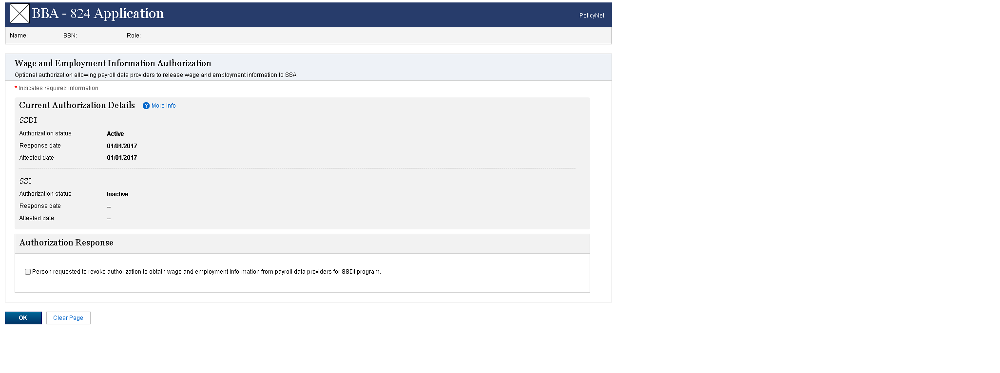 BBA - 824 Application
PolicyNet
Name: SSN: Role:
Wage and Employment Information Authorization
Optional authorization allowing payroll data providers to release wage and employment information to SSA.
* Indicates required information
Current Authorization Details ? More info
SSDI
Authorization status Active
Response date 01/01/2017
Attested date 01/01/2017
SSI
Authorization status Inactive
Response date --
Attested date --
Authorization Response
Person requested to revoke authorization to obtain wage and employment information from payroll data providers for SSDI program.
OK Clear Page